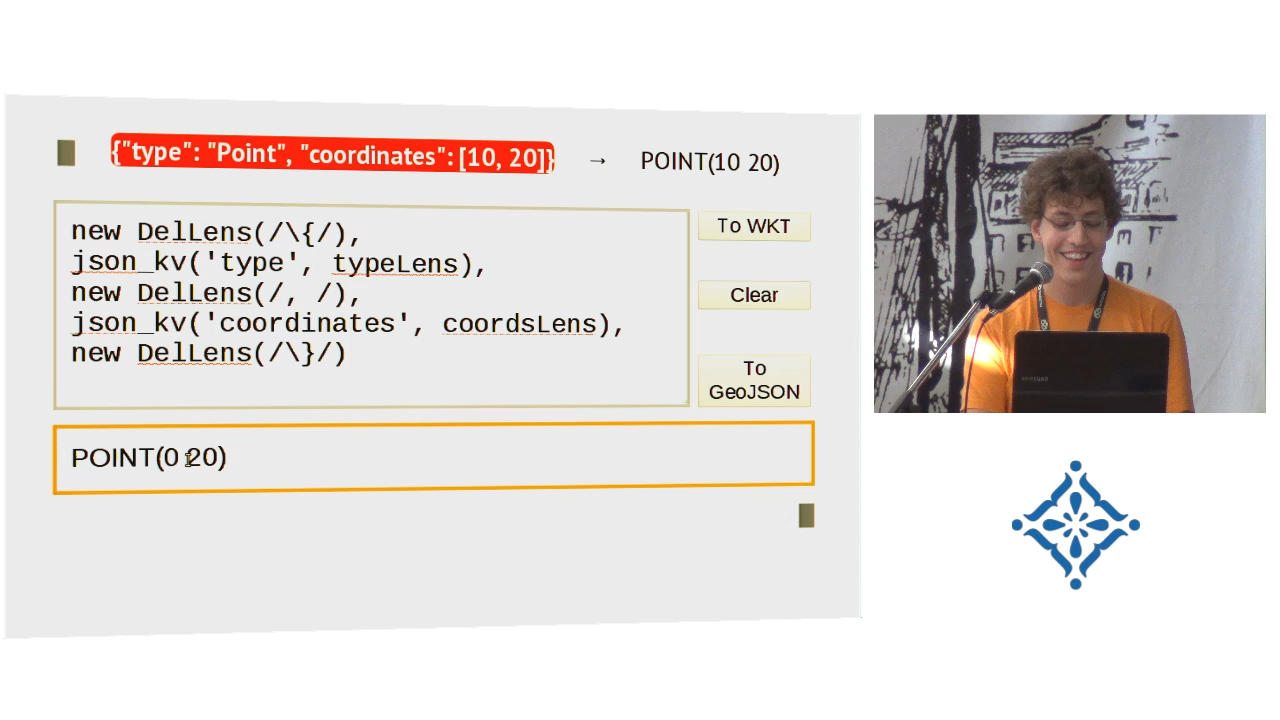 {"type": "Point", "coordinates": [10, 20]} → POINT(10 20)
new DelLens(/\{/),
json_kv('type', typeLens),
new DelLens(/, /),
json_kv('coordinates', coordsLens),
new DelLens(/\}/)
To WKT
Clear
To
GeoJSON
POINT(0 20)
SAMSUNG